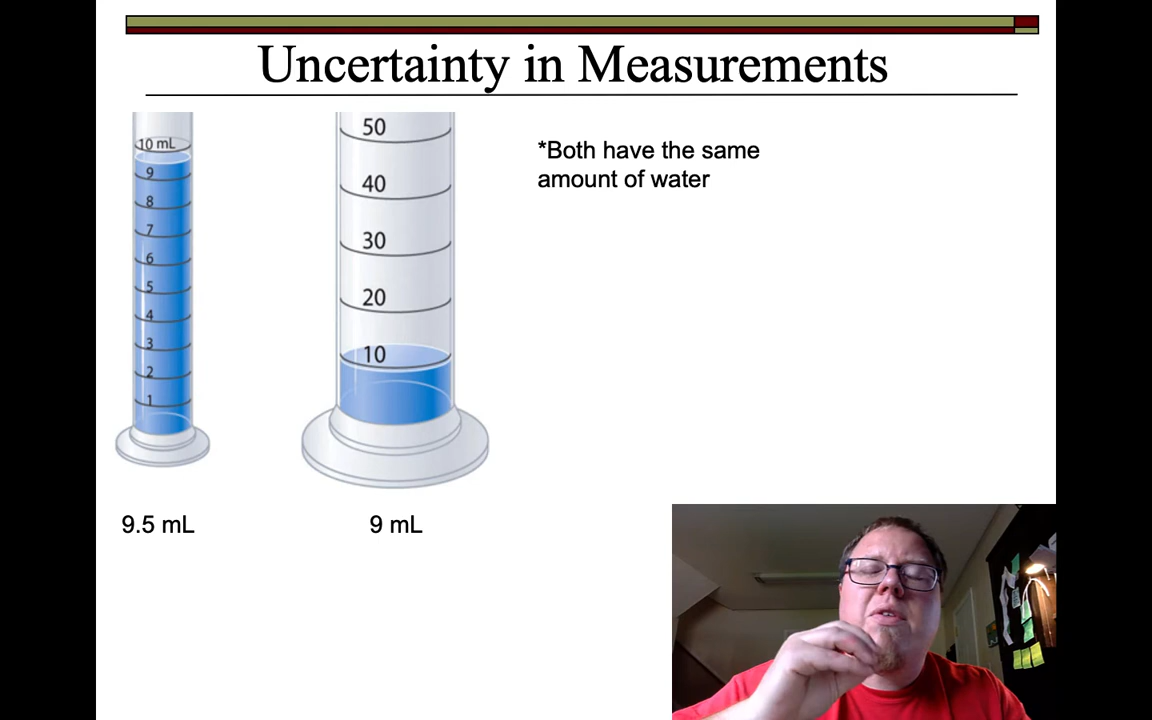 Uncertainty in Measurements
10 mL
9
8
7
6
5
4
3
2
1
50
40
30
20
10
*Both have the same
amount of water
9.5 mL
9 mL